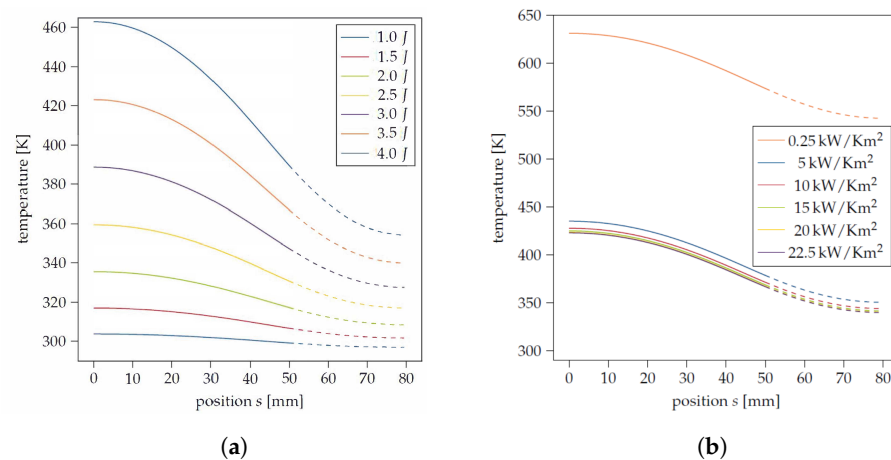 460
440
420
400
380
360
340
320
300
temperature [K]
0 10 20 30 40 50 60 70 80
position s [mm]
1.0 J
1.5 J
2.0 J
2.5 J
3.0 J
3.5 J
4.0 J
(a)
650
600
550
500
450
400
350
300
temperature [K]
0 10 20 30 40 50 60 70 80
position s [mm]
0.25 kW/Km²
5 kW/Km²
10 kW/Km²
15 kW/Km²
20 kW/Km²
22.5 kW/Km²
(b)